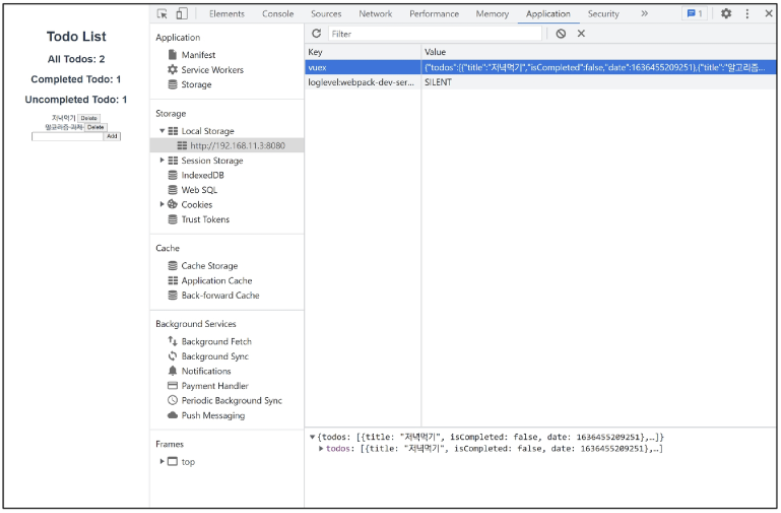 Todo List
All Todos: 2
Completed Todo: 1
Uncompleted Todo: 1
저녁먹기 Delete
알고리즘 과제 Delete
Add
Elements Console Sources Network Performance Memory Application Security » 1
Application
Manifest
Service Workers
Storage
Storage
Local Storage
http://192.168.11.3:8080
Session Storage
IndexedDB
Web SQL
Cookies
Trust Tokens
Cache
Cache Storage
Application Cache
Back-forward Cache
Background Services
Background Fetch
Background Sync
Notifications
Payment Handler
Periodic Background Sync
Push Messaging
Frames
top
Filter
Key Value
vuex {"todos":[{"title":"저녁먹기","isCompleted":false,"date":1636455209251},{"title":"알고리즘...
loglevel:webpack-dev-ser... SILENT
{todos: [{title: "저녁먹기", isCompleted: false, date: 1636455209251},…]}
todos: [{title: "저녁먹기", isCompleted: false, date: 1636455209251},…]